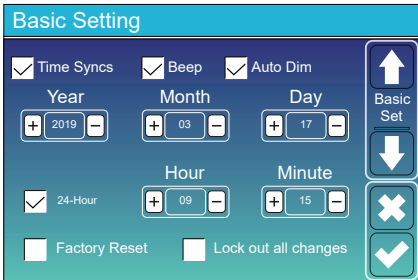 Basic Setting
Time Syncs Beep Auto Dim
Year Month Day
+ 2019 − + 03 − + 17 −
Basic
Set
Hour Minute
24-Hour + 09 − + 15 −
Factory Reset Lock out all changes